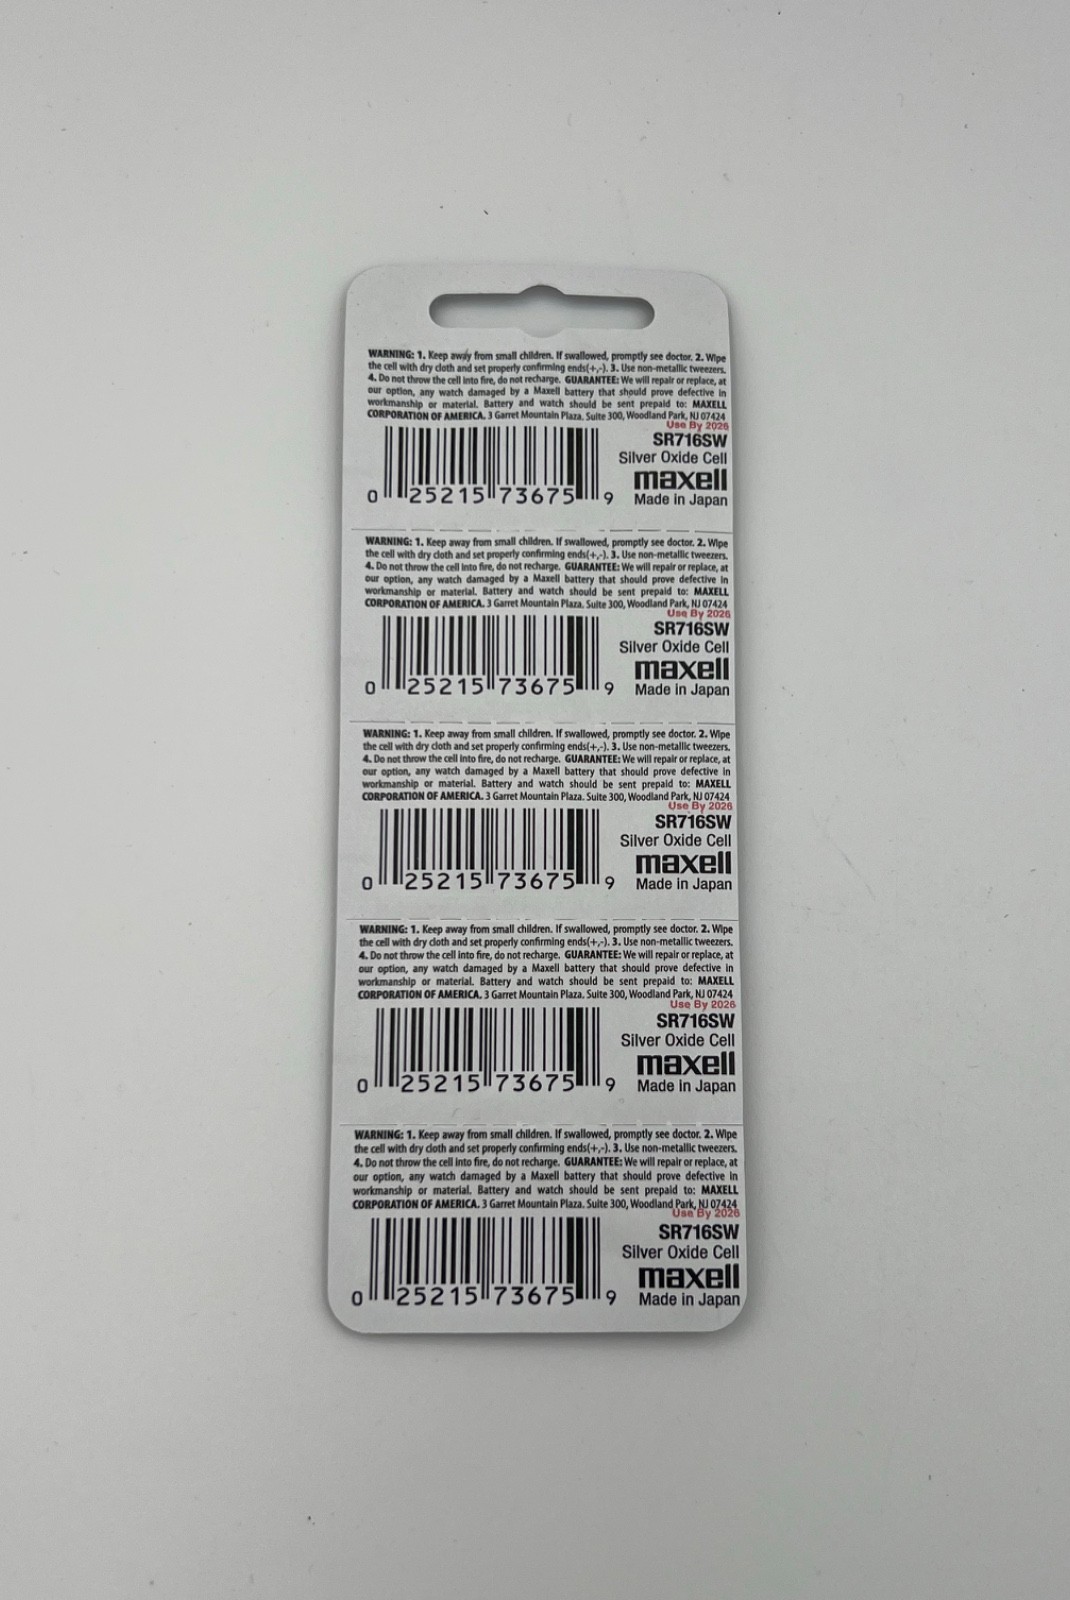 WARNING: 1. Keep away from small children. If swallowed, promptly see doctor. 2. Wipe
the cell with dry cloth and set properly confirming ends(+,-). 3. Use non-metallic tweezers.
4. Do not throw the cell into fire, do not recharge. GUARANTEE: We will repair or replace, at
our option, any watch damaged by a Maxell battery that should prove defective in
workmanship or material. Battery and watch should be sent prepaid to: MAXELL
CORPORATION OF AMERICA. 3 Garret Mountain Plaza. Suite 300, Woodland Park, NJ 07424
Use By 2026
SR716SW
Silver Oxide Cell
maxell
Made in Japan
0 25215 73675 9
WARNING: 1. Keep away from small children. If swallowed, promptly see doctor. 2. Wipe
the cell with dry cloth and set properly confirming ends(+,-). 3. Use non-metallic tweezers.
4. Do not throw the cell into fire, do not recharge. GUARANTEE: We will repair or replace, at
our option, any watch damaged by a Maxell battery that should prove defective in
workmanship or material. Battery and watch should be sent prepaid to: MAXELL
CORPORATION OF AMERICA. 3 Garret Mountain Plaza. Suite 300, Woodland Park, NJ 07424
Use By 2026
SR716SW
Silver Oxide Cell
maxell
Made in Japan
0 25215 73675 9
WARNING: 1. Keep away from small children. If swallowed, promptly see doctor. 2. Wipe
the cell with dry cloth and set properly confirming ends(+,-). 3. Use non-metallic tweezers.
4. Do not throw the cell into fire, do not recharge. GUARANTEE: We will repair or replace, at
our option, any watch damaged by a Maxell battery that should prove defective in
workmanship or material. Battery and watch should be sent prepaid to: MAXELL
CORPORATION OF AMERICA. 3 Garret Mountain Plaza. Suite 300, Woodland Park, NJ 07424
Use By 2026
SR716SW
Silver Oxide Cell
maxell
Made in Japan
0 25215 73675 9
WARNING: 1. Keep away from small children. If swallowed, promptly see doctor. 2. Wipe
the cell with dry cloth and set properly confirming ends(+,-). 3. Use non-metallic tweezers.
4. Do not throw the cell into fire, do not recharge. GUARANTEE: We will repair or replace, at
our option, any watch damaged by a Maxell battery that should prove defective in
workmanship or material. Battery and watch should be sent prepaid to: MAXELL
CORPORATION OF AMERICA. 3 Garret Mountain Plaza. Suite 300, Woodland Park, NJ 07424
Use By 2026
SR716SW
Silver Oxide Cell
maxell
Made in Japan
0 25215 73675 9
WARNING: 1. Keep away from small children. If swallowed, promptly see doctor. 2. Wipe
the cell with dry cloth and set properly confirming ends(+,-). 3. Use non-metallic tweezers.
4. Do not throw the cell into fire, do not recharge. GUARANTEE: We will repair or replace, at
our option, any watch damaged by a Maxell battery that should prove defective in
workmanship or material. Battery and watch should be sent prepaid to: MAXELL
CORPORATION OF AMERICA. 3 Garret Mountain Plaza. Suite 300, Woodland Park, NJ 07424
Use By 2026
SR716SW
Silver Oxide Cell
maxell
Made in Japan
0 25215 73675 9